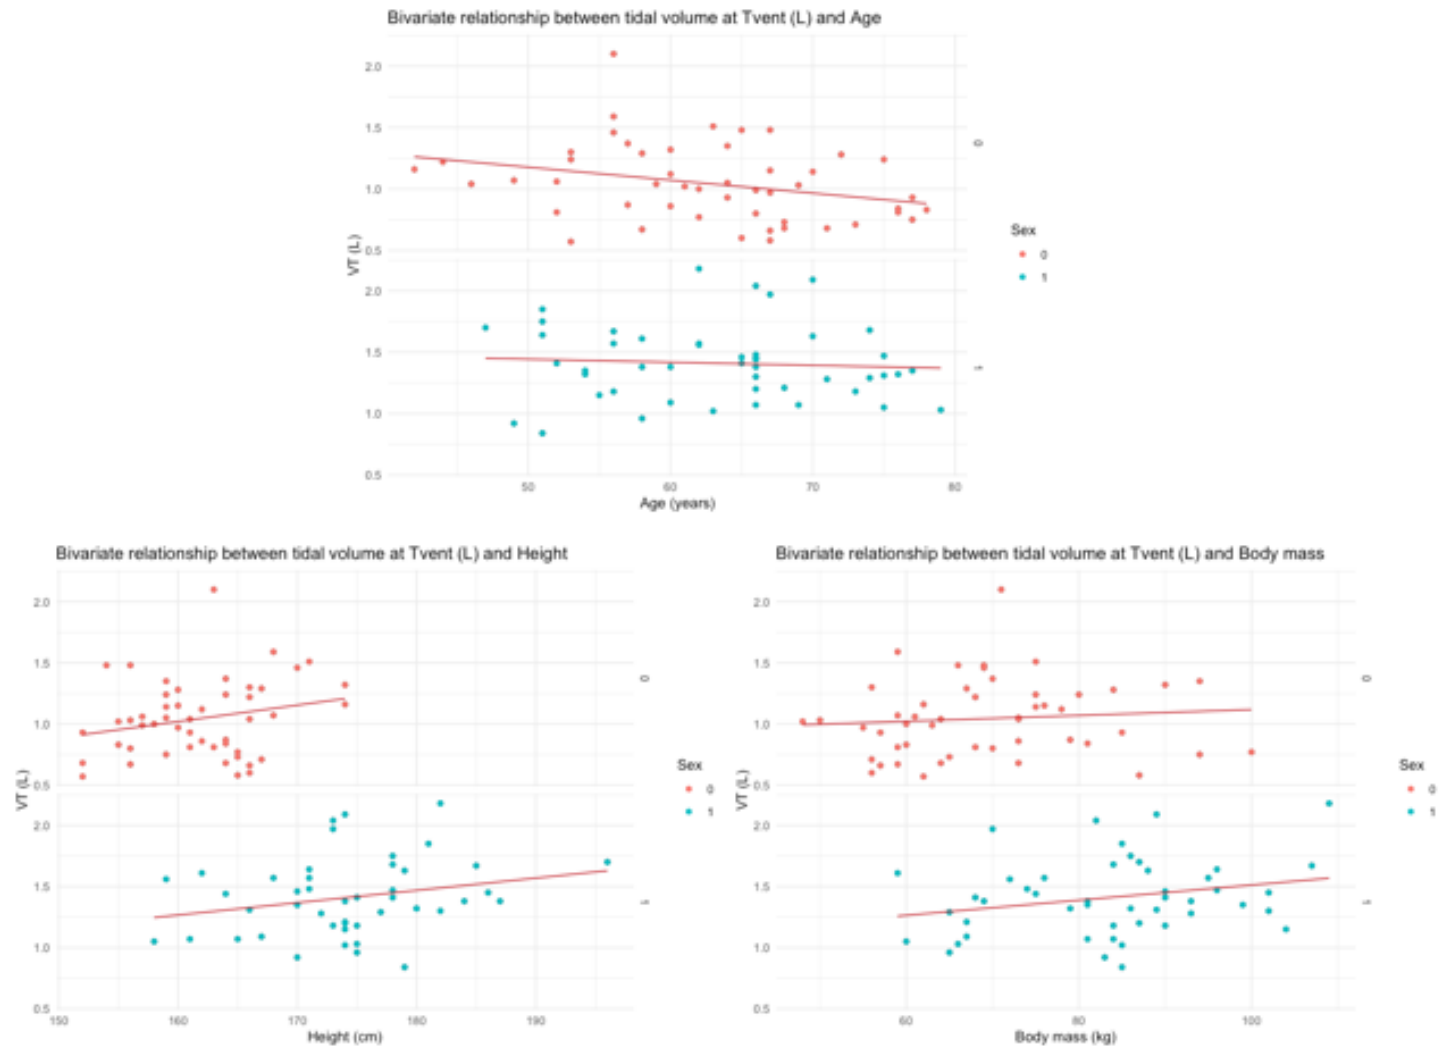 Bivariate relationship between tidal volume at Tvent (L) and Age
2.0
1.5
1.0
0.5
0
VT (L)
2.0
1.5
1.0
0.5
1
50 60 70 80
Age (years)
Sex
0
1
Bivariate relationship between tidal volume at Tvent (L) and Height
2.0
1.5
1.0
0.5
0
VT (L)
2.0
1.5
1.0
0.5
1
150 160 170 180 190
Height (cm)
Sex
0
1
Bivariate relationship between tidal volume at Tvent (L) and Body mass
2.0
1.5
1.0
0.5
0
VT (L)
2.0
1.5
1.0
0.5
1
60 80 100
Body mass (kg)
Sex
0
1